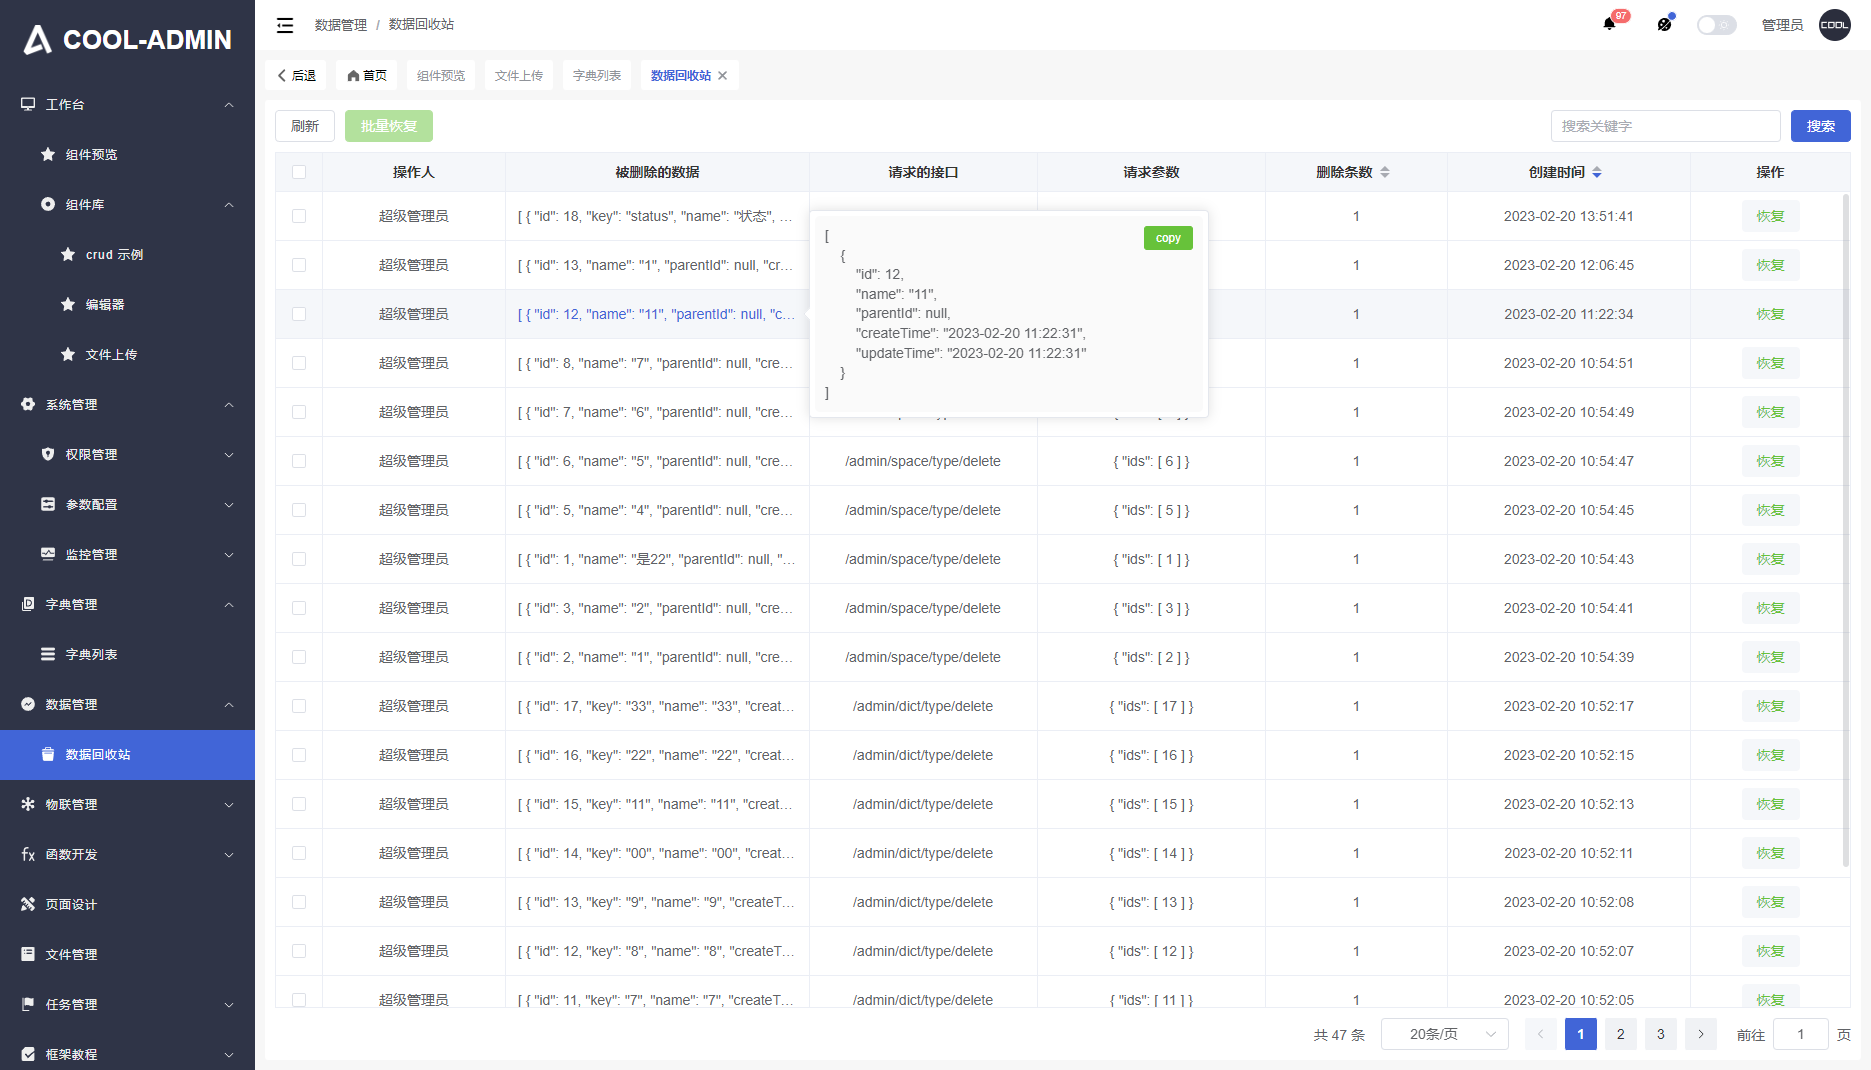 COOL-ADMIN
数据管理 / 数据回收站
97
管理员
COOL
后退
首页
组件预览
文件上传
字典列表
数据回收站
工作台
组件预览
组件库
crud 示例
编辑器
文件上传
系统管理
权限管理
参数配置
监控管理
字典管理
字典列表
数据管理
数据回收站
物联管理
函数开发
页面设计
文件管理
任务管理
框架教程
刷新
批量恢复
搜索关键字
搜索
操作人 被删除的数据 请求的接口 请求参数 删除条数 创建时间 操作
超级管理员 [ { "id": 18, "key": "status", "name": "状态", ... 1 2023-02-20 13:51:41 恢复
超级管理员 [ { "id": 13, "name": "1", "parentId": null, "cr... 1 2023-02-20 12:06:45 恢复
超级管理员 [ { "id": 12, "name": "11", "parentId": null, "c... 1 2023-02-20 11:22:34 恢复
超级管理员 [ { "id": 8, "name": "7", "parentId": null, "cre... 1 2023-02-20 10:54:51 恢复
超级管理员 [ { "id": 7, "name": "6", "parentId": null, "cre... 1 2023-02-20 10:54:49 恢复
超级管理员 [ { "id": 6, "name": "5", "parentId": null, "cre... /admin/space/type/delete { "ids": [ 6 ] } 1 2023-02-20 10:54:47 恢复
超级管理员 [ { "id": 5, "name": "4", "parentId": null, "cre... /admin/space/type/delete { "ids": [ 5 ] } 1 2023-02-20 10:54:45 恢复
超级管理员 [ { "id": 1, "name": "是22", "parentId": null, "... /admin/space/type/delete { "ids": [ 1 ] } 1 2023-02-20 10:54:43 恢复
超级管理员 [ { "id": 3, "name": "2", "parentId": null, "cre... /admin/space/type/delete { "ids": [ 3 ] } 1 2023-02-20 10:54:41 恢复
超级管理员 [ { "id": 2, "name": "1", "parentId": null, "cre... /admin/space/type/delete { "ids": [ 2 ] } 1 2023-02-20 10:54:39 恢复
超级管理员 [ { "id": 17, "key": "33", "name": "33", "creat... /admin/dict/type/delete { "ids": [ 17 ] } 1 2023-02-20 10:52:17 恢复
超级管理员 [ { "id": 16, "key": "22", "name": "22", "creat... /admin/dict/type/delete { "ids": [ 16 ] } 1 2023-02-20 10:52:15 恢复
超级管理员 [ { "id": 15, "key": "11", "name": "11", "creat... /admin/dict/type/delete { "ids": [ 15 ] } 1 2023-02-20 10:52:13 恢复
超级管理员 [ { "id": 14, "key": "00", "name": "00", "creat... /admin/dict/type/delete { "ids": [ 14 ] } 1 2023-02-20 10:52:11 恢复
超级管理员 [ { "id": 13, "key": "9", "name": "9", "createT... /admin/dict/type/delete { "ids": [ 13 ] } 1 2023-02-20 10:52:08 恢复
超级管理员 [ { "id": 12, "key": "8", "name": "8", "createT... /admin/dict/type/delete { "ids": [ 12 ] } 1 2023-02-20 10:52:07 恢复
超级管理员 [ { "id": 11, "key": "7", "name": "7", "createT... /admin/dict/type/delete { "ids": [ 11 ] } 1 2023-02-20 10:52:05 恢复
copy
[
{
"id": 12,
"name": "11",
"parentId": null,
"createTime": "2023-02-20 11:22:31",
"updateTime": "2023-02-20 11:22:31"
}
]
共 47 条 20条/页 1 2 3 前往 1 页